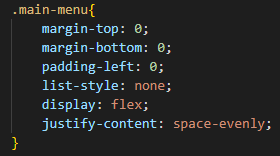 .main-menu{
    margin-top: 0;
    margin-bottom: 0;
    padding-left: 0;
    list-style: none;
    display: flex;
    justify-content: space-evenly;
}